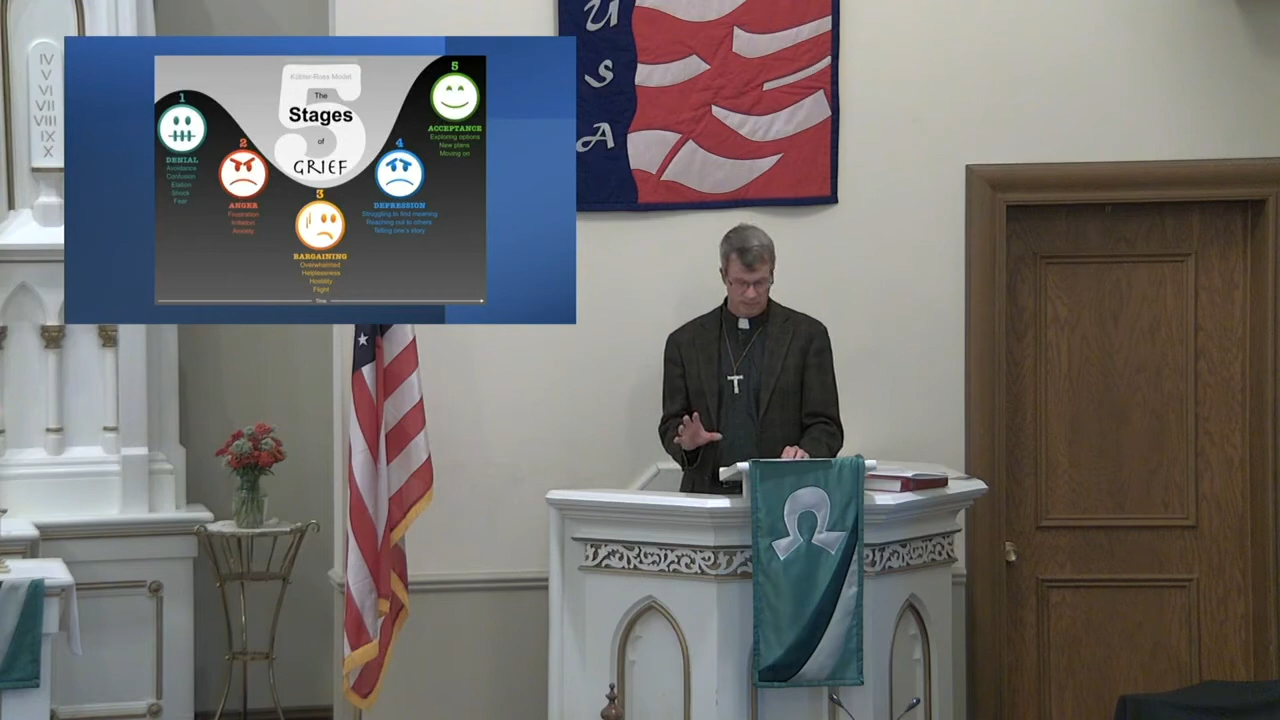 IV
V
VI
VII
VIII
IX
X
Kübler-Ross Model
The
5
Stages
of
GRIEF
1
DENIAL
Avoidance
Confusion
Elation
Shock
Fear
2
ANGER
Frustration
Irritation
Anxiety
3
BARGAINING
Overwhelmed
Helplessness
Hostility
Flight
4
DEPRESSION
Struggling to find meaning
Reaching out to others
Telling one's story
5
ACCEPTANCE
Exploring options
New plans
Moving on
Time
U
S
A